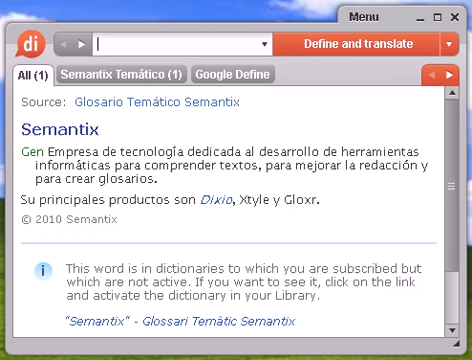 Menu
di
Define and translate
All (1)
Semantix Temático (1)
Google Define
Source: Glosario Temático Semantix
Semantix
Gen Empresa de tecnología dedicada al desarrollo de herramientas
informáticas para comprender textos, para mejorar la redacción y
para crear glosarios.
Su principales producto son Dixio, Xtyle y Gloxr.
© 2010 Semantix
This word is in dictionaries to which you are subscribed but
which are not active. If you want to see it, click on the link
and activate the dictionary in your Library.
"Semantix" - Glossari Temàtic Semantix